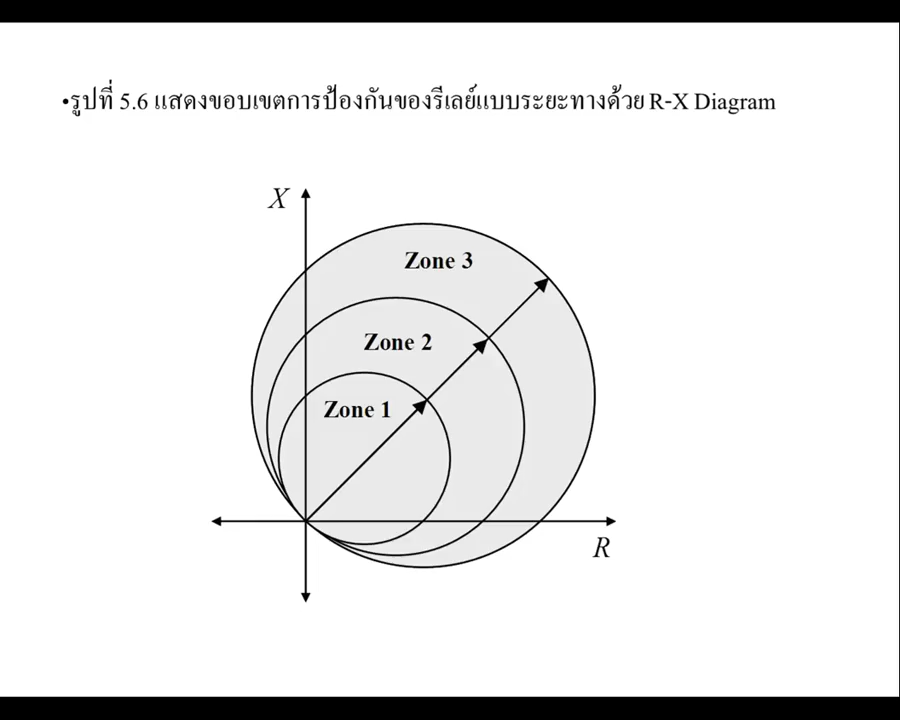 •รูปที่ 5.6 แสดงขอบเขตการป้องกันของรีเลย์แบบระยะทางด้วย R-X Diagram
X
Zone 3
Zone 2
Zone 1
R